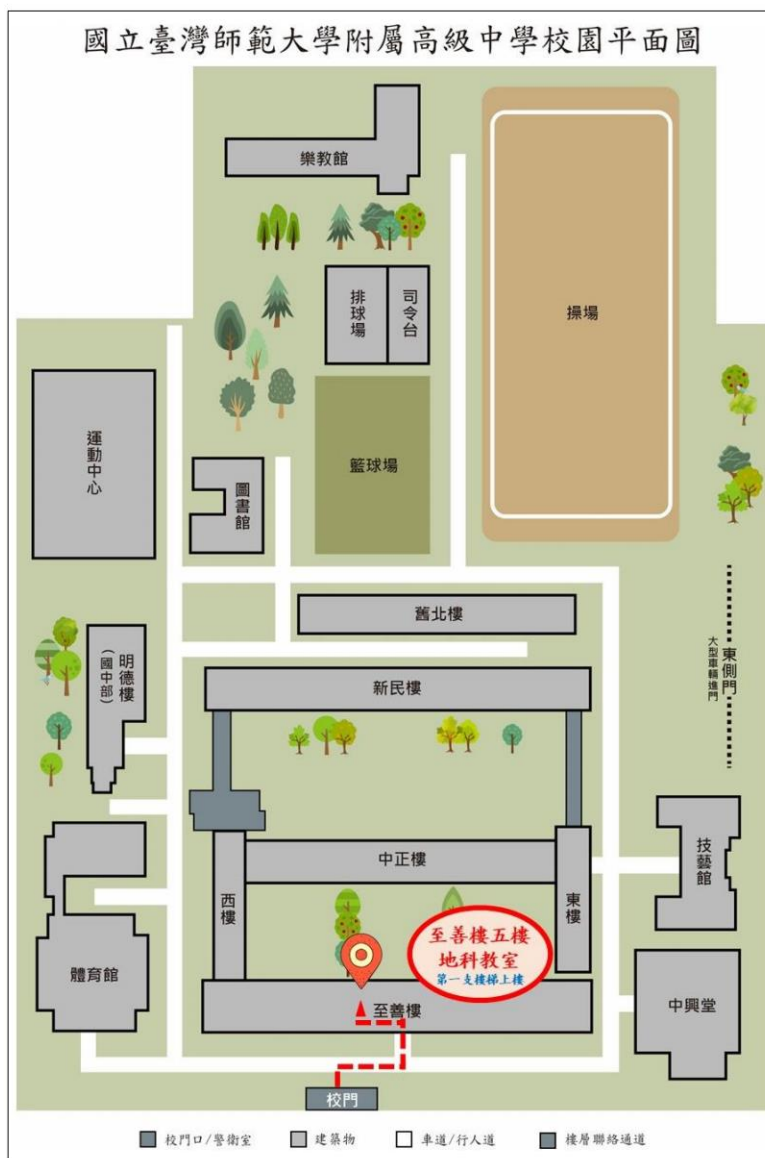 國立臺灣師範大學附屬高級中學校園平面圖
樂教館
排球場
司令台
操場
運動中心
籃球場
圖書館
舊北樓
明德樓
(國中部)
新民樓
東側門
大型車輛進門
中正樓
西樓
東樓
技藝館
至善樓五樓
地科教室
第一支樓梯上樓
體育館
至善樓
中興堂
校門
校門口/警衛室
建築物
車道/行人道
樓層聯絡通道